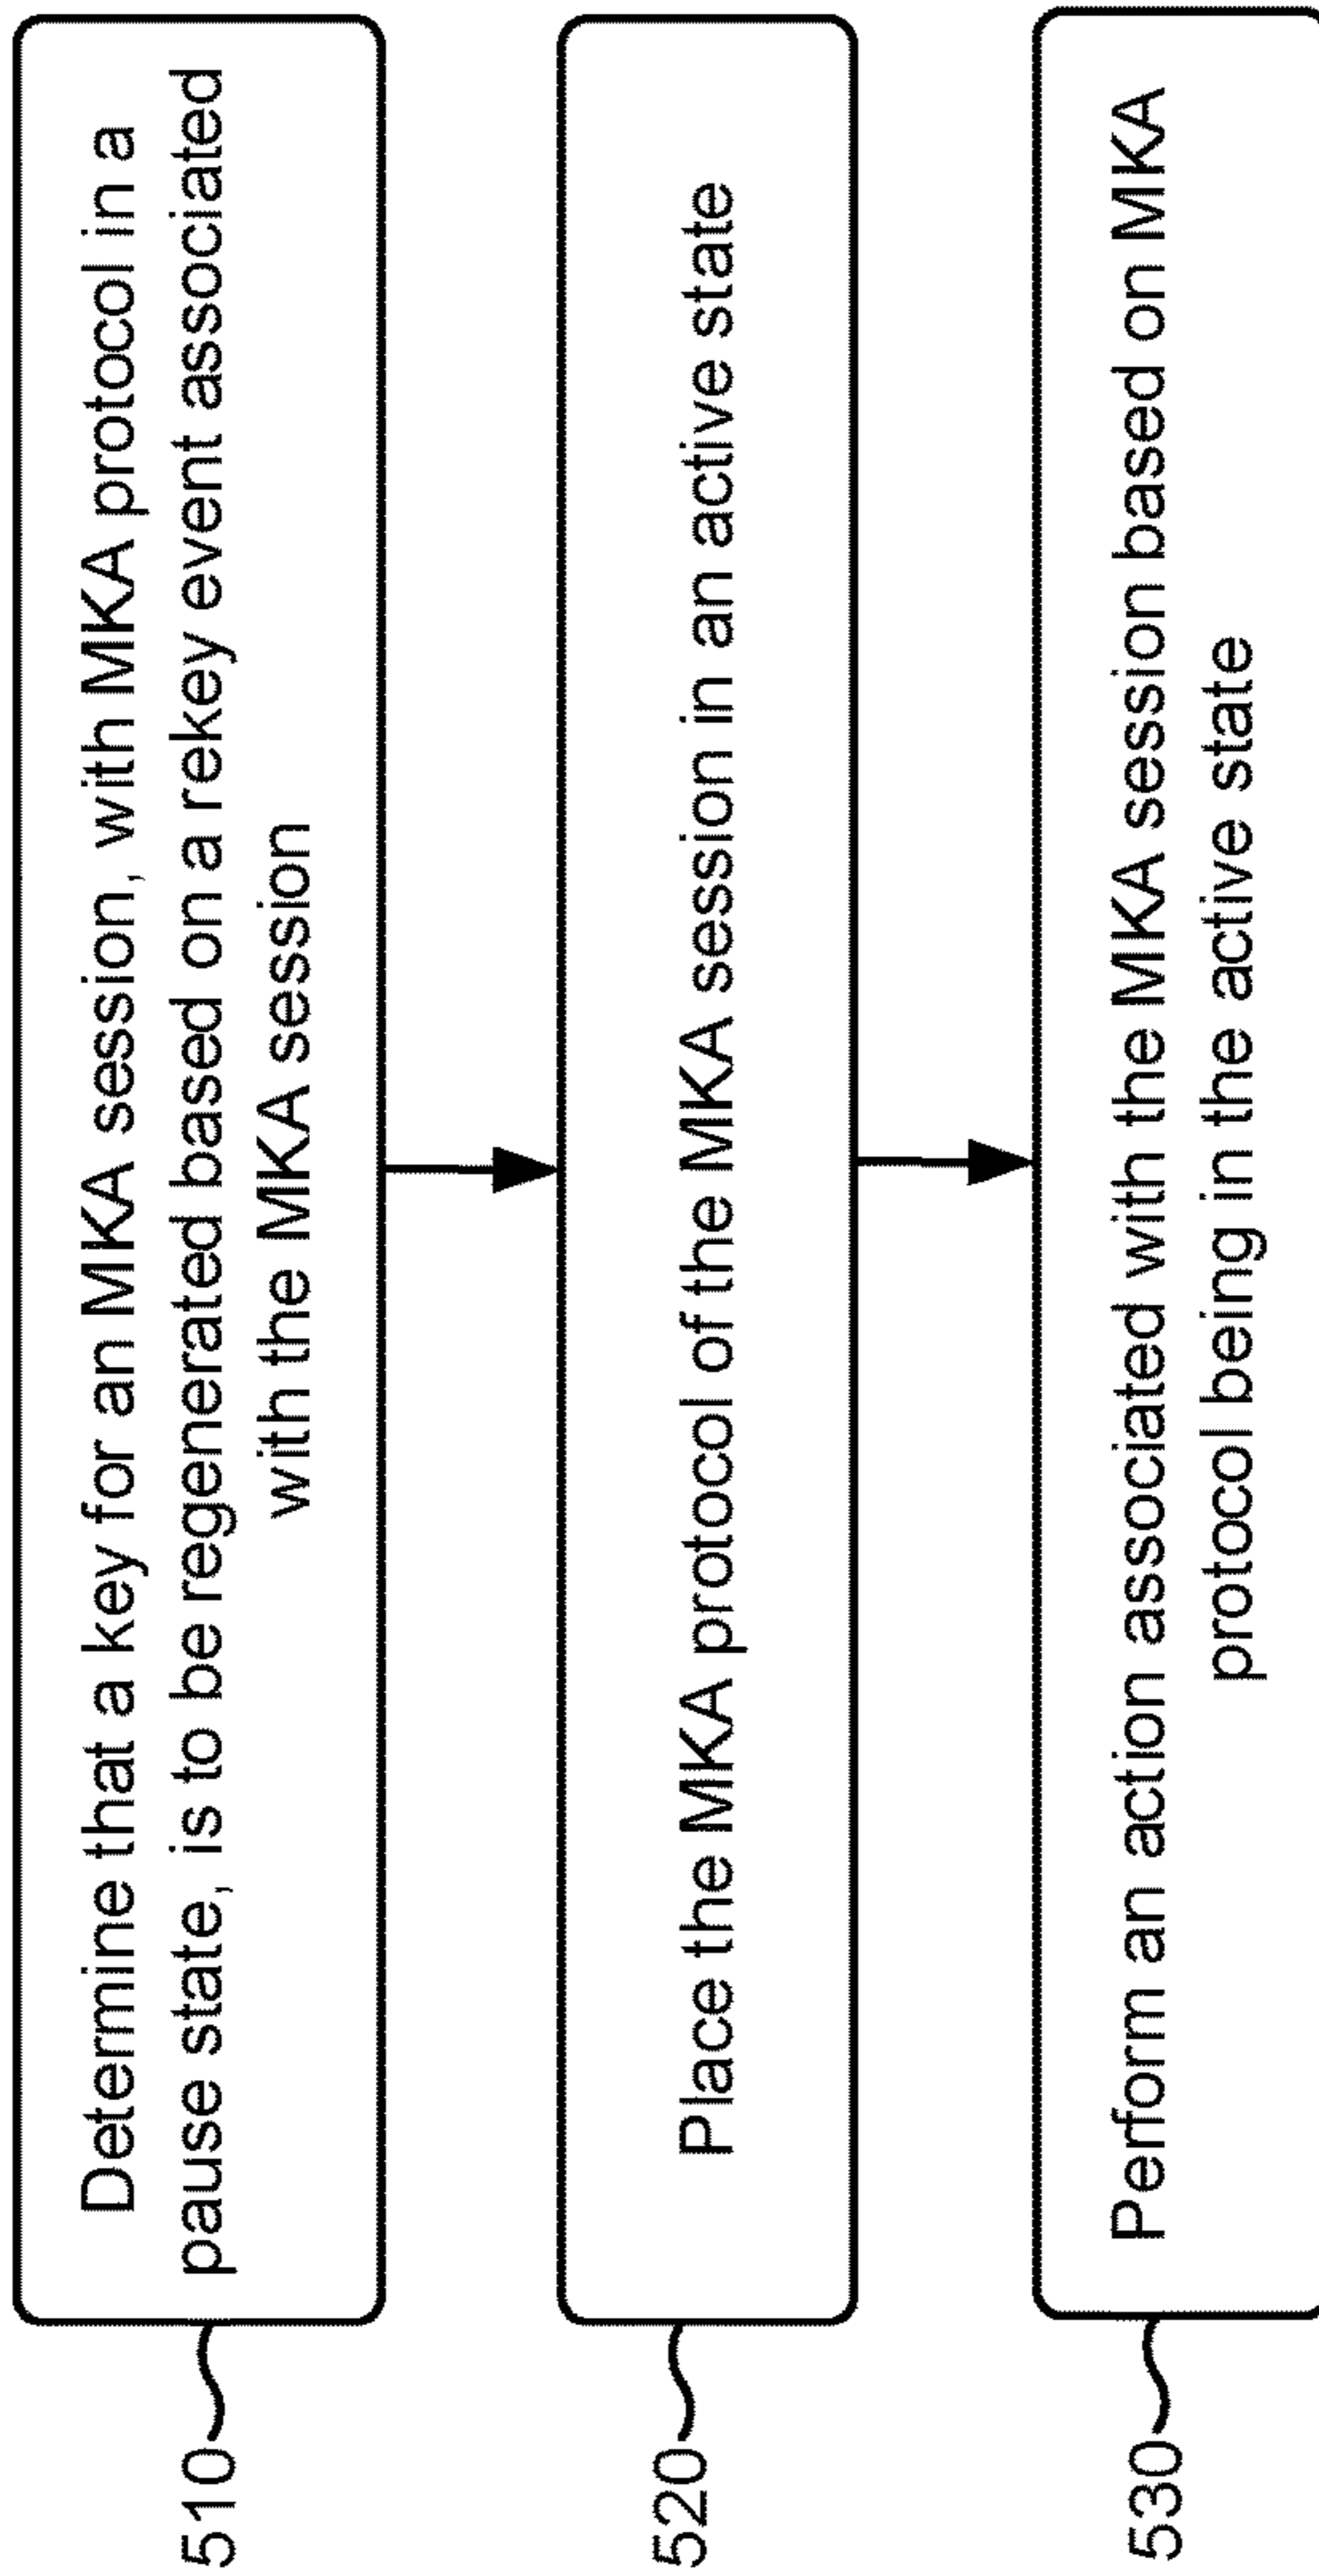 510
Determine that a key for an MKA session, with MKA protocol in a
pause state, is to be regenerated based on a rekey event associated
with the MKA session
520
Place the MKA protocol of the MKA session in an active state
530
Perform an action associated with the MKA session based on MKA
protocol being in the active state